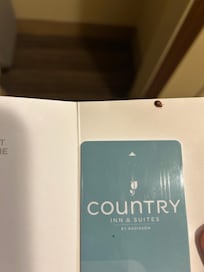 COUNTRY
INN & SUITES
BY RADISSON